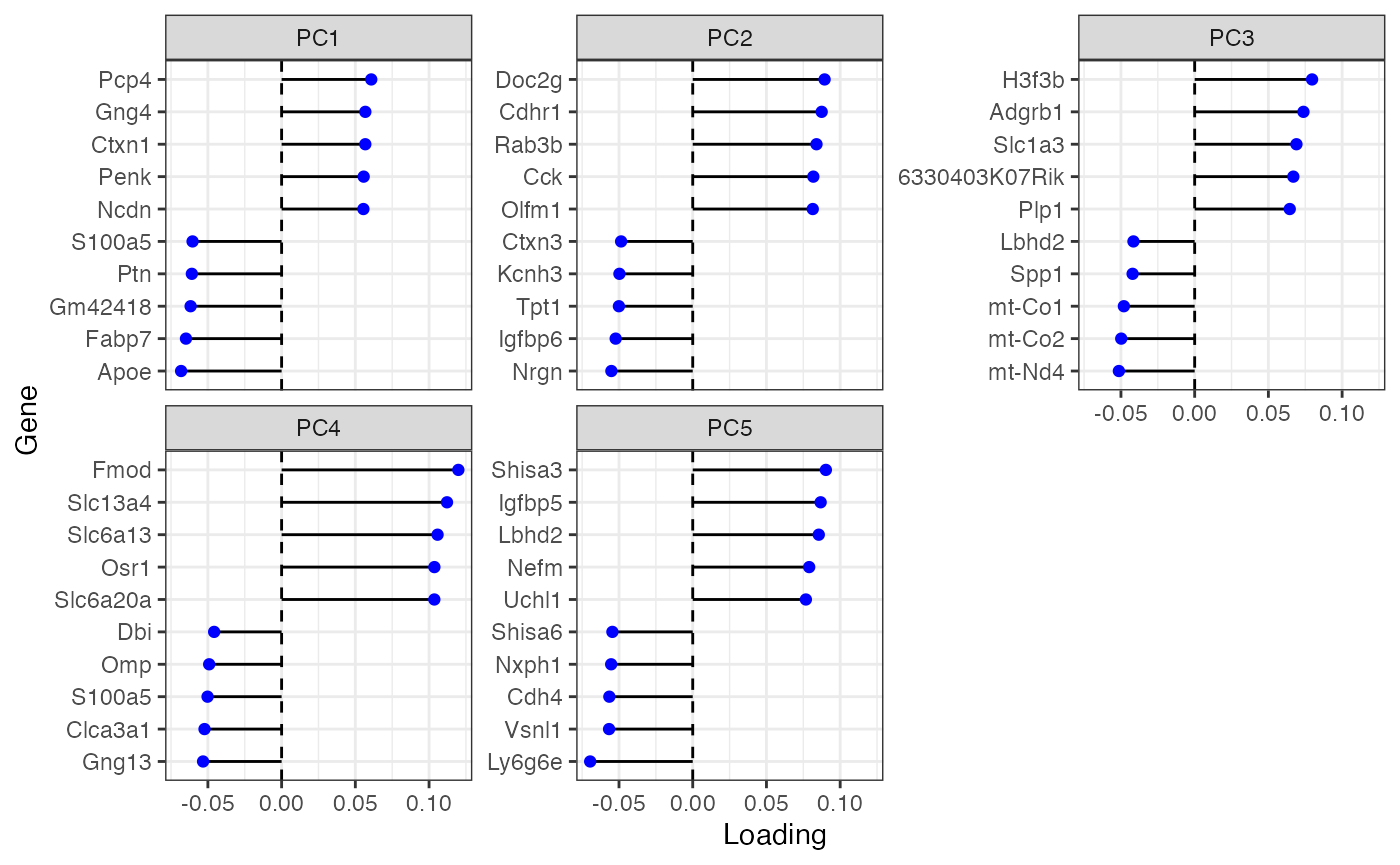 PC1
Pcp4
Gng4
Ctxn1
Penk
Ncdn
S100a5
Ptn
Gm42418
Fabp7
Apoe
PC2
Doc2g
Cdhr1
Rab3b
Cck
Olfm1
Ctxn3
Kcnh3
Tpt1
Igfbp6
Nrgn
PC3
H3f3b
Adgrb1
Slc1a3
6330403K07Rik
Plp1
Lbhd2
Spp1
mt-Co1
mt-Co2
mt-Nd4
-0.05 0.00 0.05 0.10
Gene
PC4
Fmod
Slc13a4
Slc6a13
Osr1
Slc6a20a
Dbi
Omp
S100a5
Clca3a1
Gng13
-0.05 0.00 0.05 0.10
PC5
Shisa3
Igfbp5
Lbhd2
Nefm
Uchl1
Shisa6
Nxph1
Cdh4
Vsnl1
Ly6g6e
-0.05 0.00 0.05 0.10
Loading